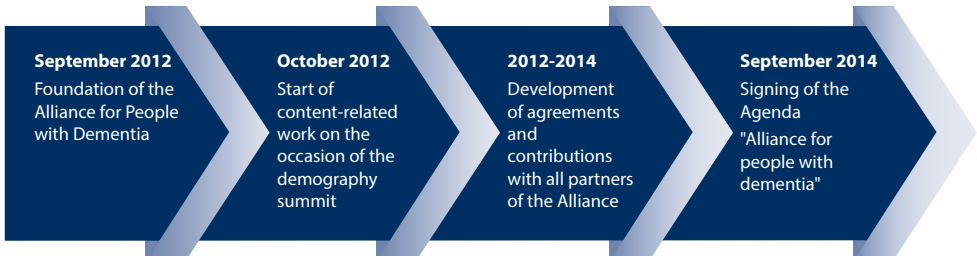 September 2012
Foundation of the
Alliance for People
with Dementia
October 2012
Start of
content-related
work on the
occasion of the
demography
summit
2012-2014
Development
of agreements
and
contributions
with all partners
of the Alliance
September 2014
Signing of the
Agenda
"Alliance for
people with
dementia"